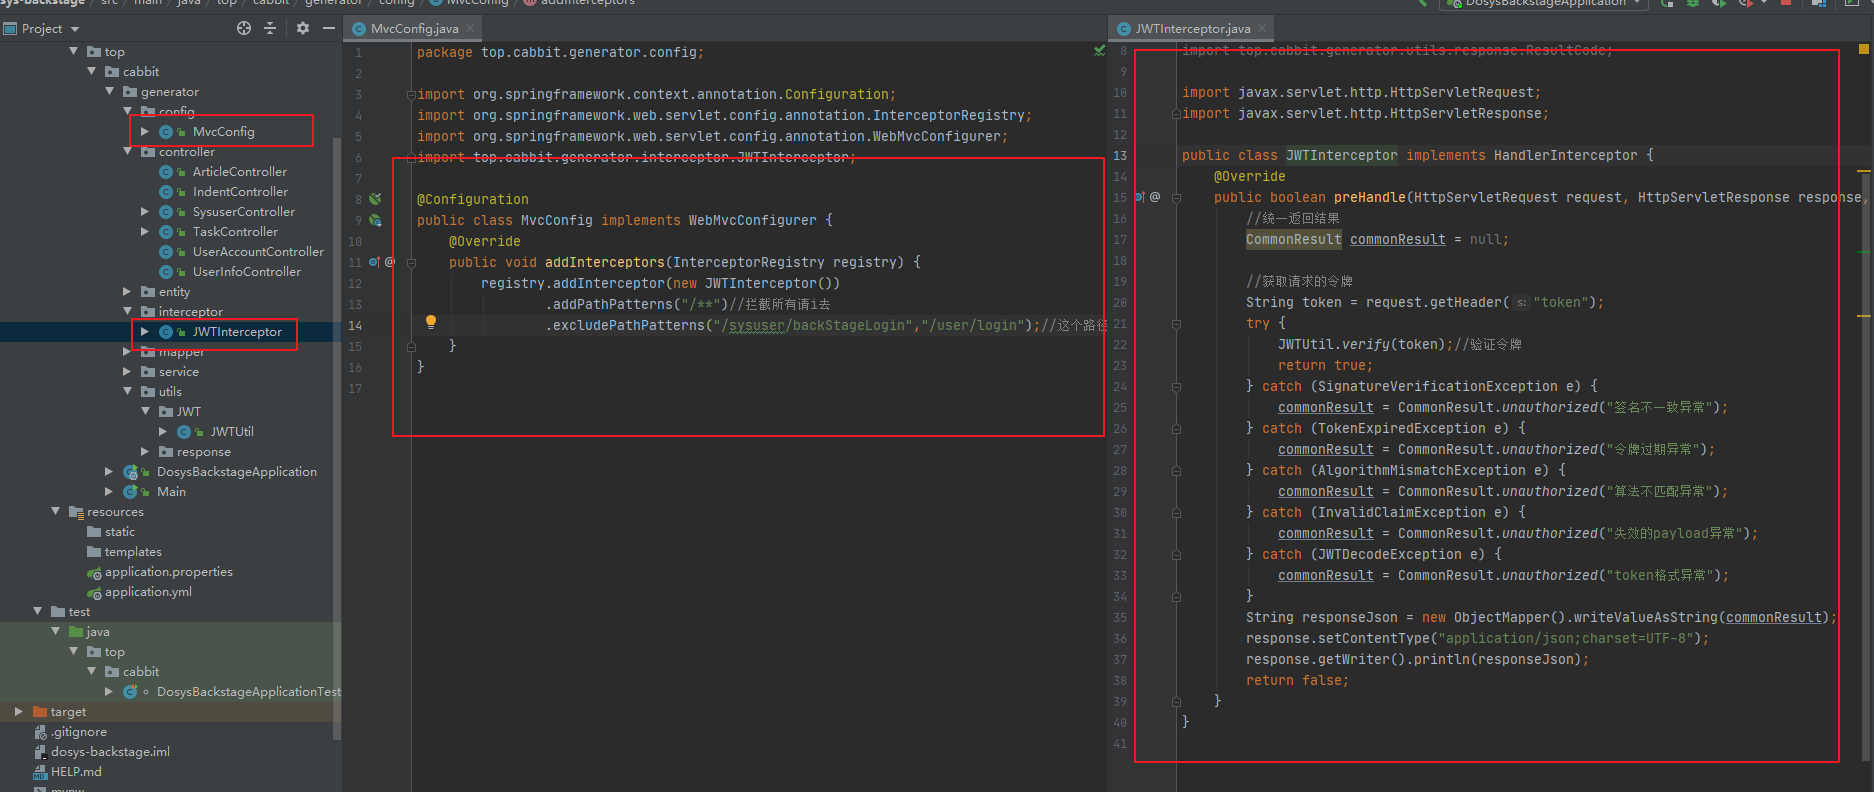 sys-backstage / src / main / java / top / cabbit / generator / config / MvcConfig / addInterceptors
DosysBackstageApplication
Project
top
cabbit
generator
config
MvcConfig
controller
ArticleController
IndentController
SysuserController
TaskController
UserAccountController
UserInfoController
entity
interceptor
JWTInterceptor
mapper
service
utils
JWT
JWTUtil
response
DosysBackstageApplication
Main
resources
static
templates
application.properties
application.yml
test
java
top
cabbit
DosysBackstageApplicationTest
target
.gitignore
dosys-backstage.iml
HELP.md
MvcConfig.java
1 package top.cabbit.generator.config;
2
3 import org.springframework.context.annotation.Configuration;
4 import org.springframework.web.servlet.config.annotation.InterceptorRegistry;
5 import org.springframework.web.servlet.config.annotation.WebMvcConfigurer;
6 import top.cabbit.generator.interceptor.JWTInterceptor;
7
8 @Configuration
9 public class MvcConfig implements WebMvcConfigurer {
10 @Override
11 public void addInterceptors(InterceptorRegistry registry) {
12 registry.addInterceptor(new JWTInterceptor())
13 .addPathPatterns("/**")//拦截所有请i去
14 .excludePathPatterns("/sysuser/backStageLogin","/user/login");//这个路径
15 }
16 }
17
JWTInterceptor.java
8 import top.cabbit.generator.utils.response.ResultCode;
9
10 import javax.servlet.http.HttpServletRequest;
11 import javax.servlet.http.HttpServletResponse;
12
13 public class JWTInterceptor implements HandlerInterceptor {
14 @Override
15 public boolean preHandle(HttpServletRequest request, HttpServletResponse response,
16 //统一返回结果
17 CommonResult commonResult = null;
18
19 //获取请求的令牌
20 String token = request.getHeader( s: "token");
21 try {
22 JWTUtil.verify(token);//验证令牌
23 return true;
24 } catch (SignatureVerificationException e) {
25 commonResult = CommonResult.unauthorized("签名不一致异常");
26 } catch (TokenExpiredException e) {
27 commonResult = CommonResult.unauthorized("令牌过期异常");
28 } catch (AlgorithmMismatchException e) {
29 commonResult = CommonResult.unauthorized("算法不匹配异常");
30 } catch (InvalidClaimException e) {
31 commonResult = CommonResult.unauthorized("失效的payload异常");
32 } catch (JWTDecodeException e) {
33 commonResult = CommonResult.unauthorized("token格式异常");
34 }
35 String responseJson = new ObjectMapper().writeValueAsString(commonResult);
36 response.setContentType("application/json;charset=UTF-8");
37 response.getWriter().println(responseJson);
38 return false;
39 }
40 }
41